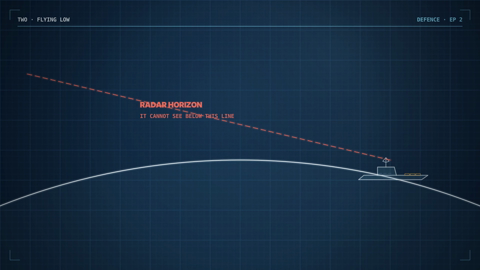 TWO - FLYING LOW
DEFENCE · EP 2
RADAR HORIZON
IT CANNOT SEE BELOW THIS LINE